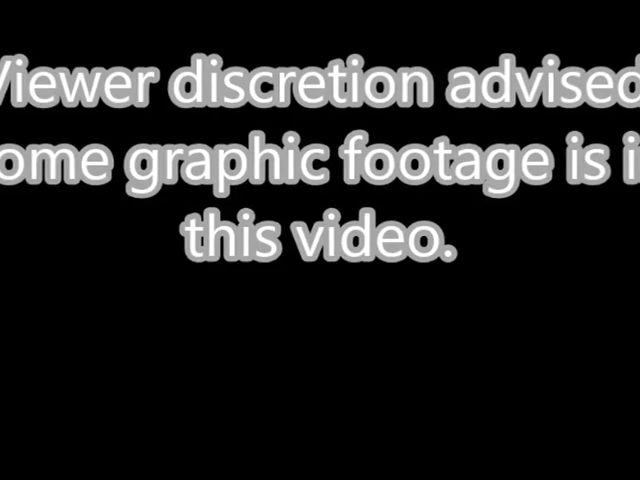 Viewer discretion advised
ome graphic footage is i
this video.